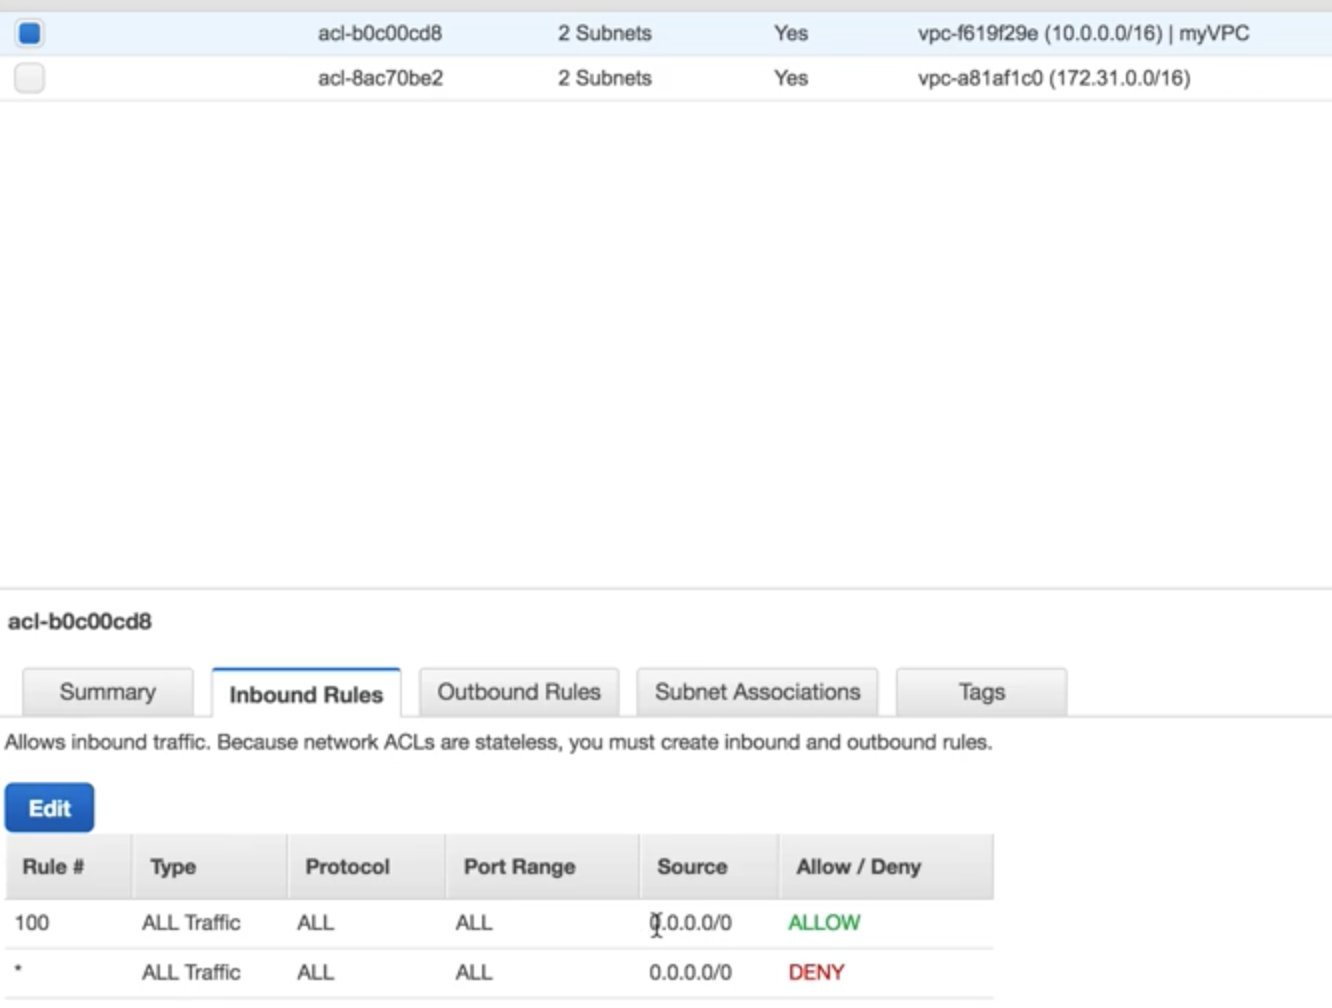 acl-b0c00cd8 2 Subnets Yes vpc-f619f29e (10.0.0.0/16) | myVPC
acl-8ac70be2 2 Subnets Yes vpc-a81af1c0 (172.31.0.0/16)
acl-b0c00cd8
Summary Inbound Rules Outbound Rules Subnet Associations Tags
Allows inbound traffic. Because network ACLs are stateless, you must create inbound and outbound rules.
Edit
Rule # Type Protocol Port Range Source Allow / Deny
100 ALL Traffic ALL ALL 0.0.0.0/0 ALLOW
* ALL Traffic ALL ALL 0.0.0.0/0 DENY